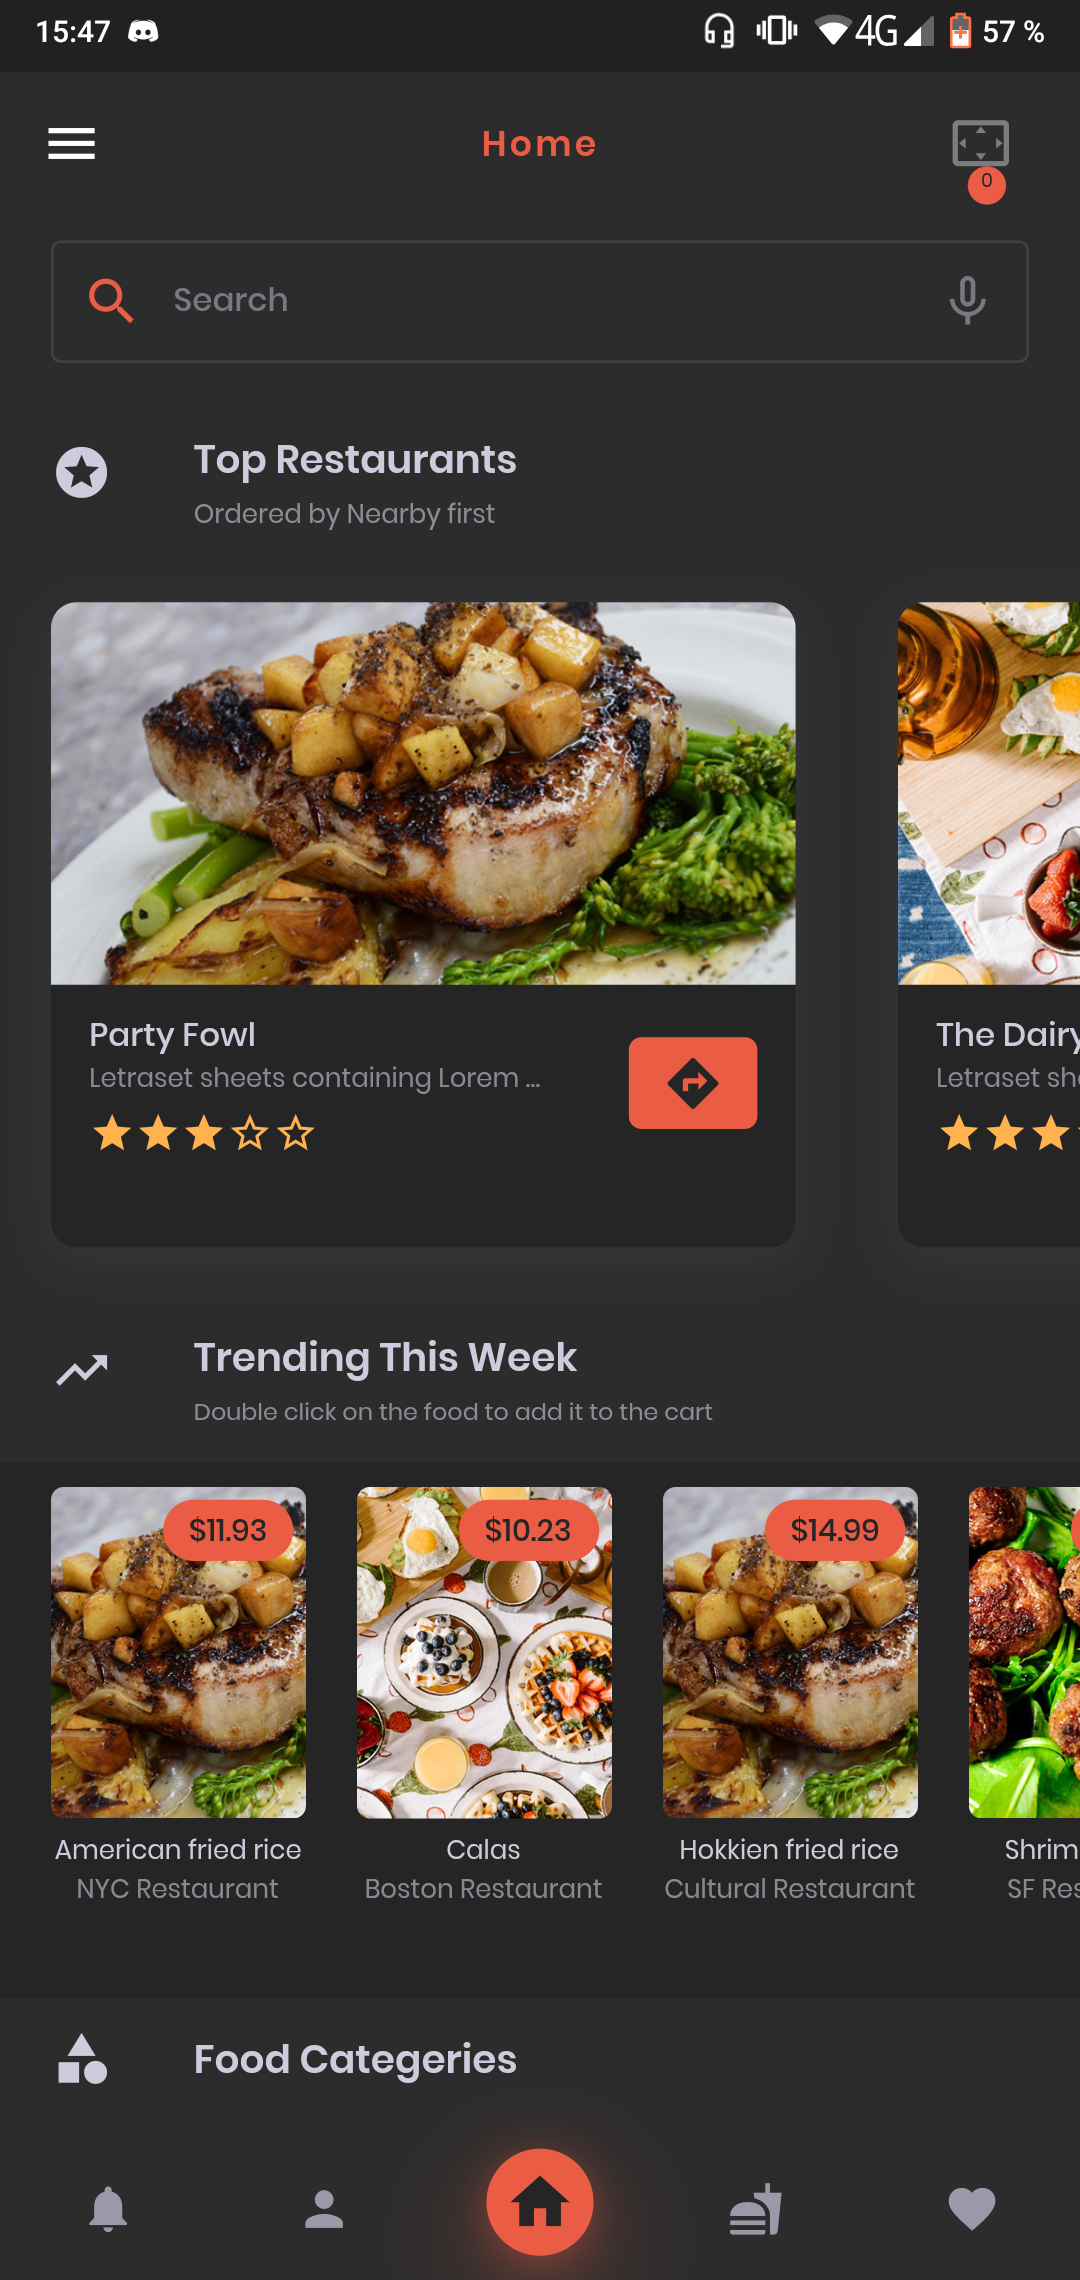 15:47
4G 57 %
Home
0
Search
Top Restaurants
Ordered by Nearby first
Party Fowl
Letraset sheets containing Lorem ...
The Dairy
Letraset she
Trending This Week
Double click on the food to add it to the cart
$11.93
$10.23
$14.99
American fried rice
NYC Restaurant
Calas
Boston Restaurant
Hokkien fried rice
Cultural Restaurant
Shrim
SF Res
Food Categeries